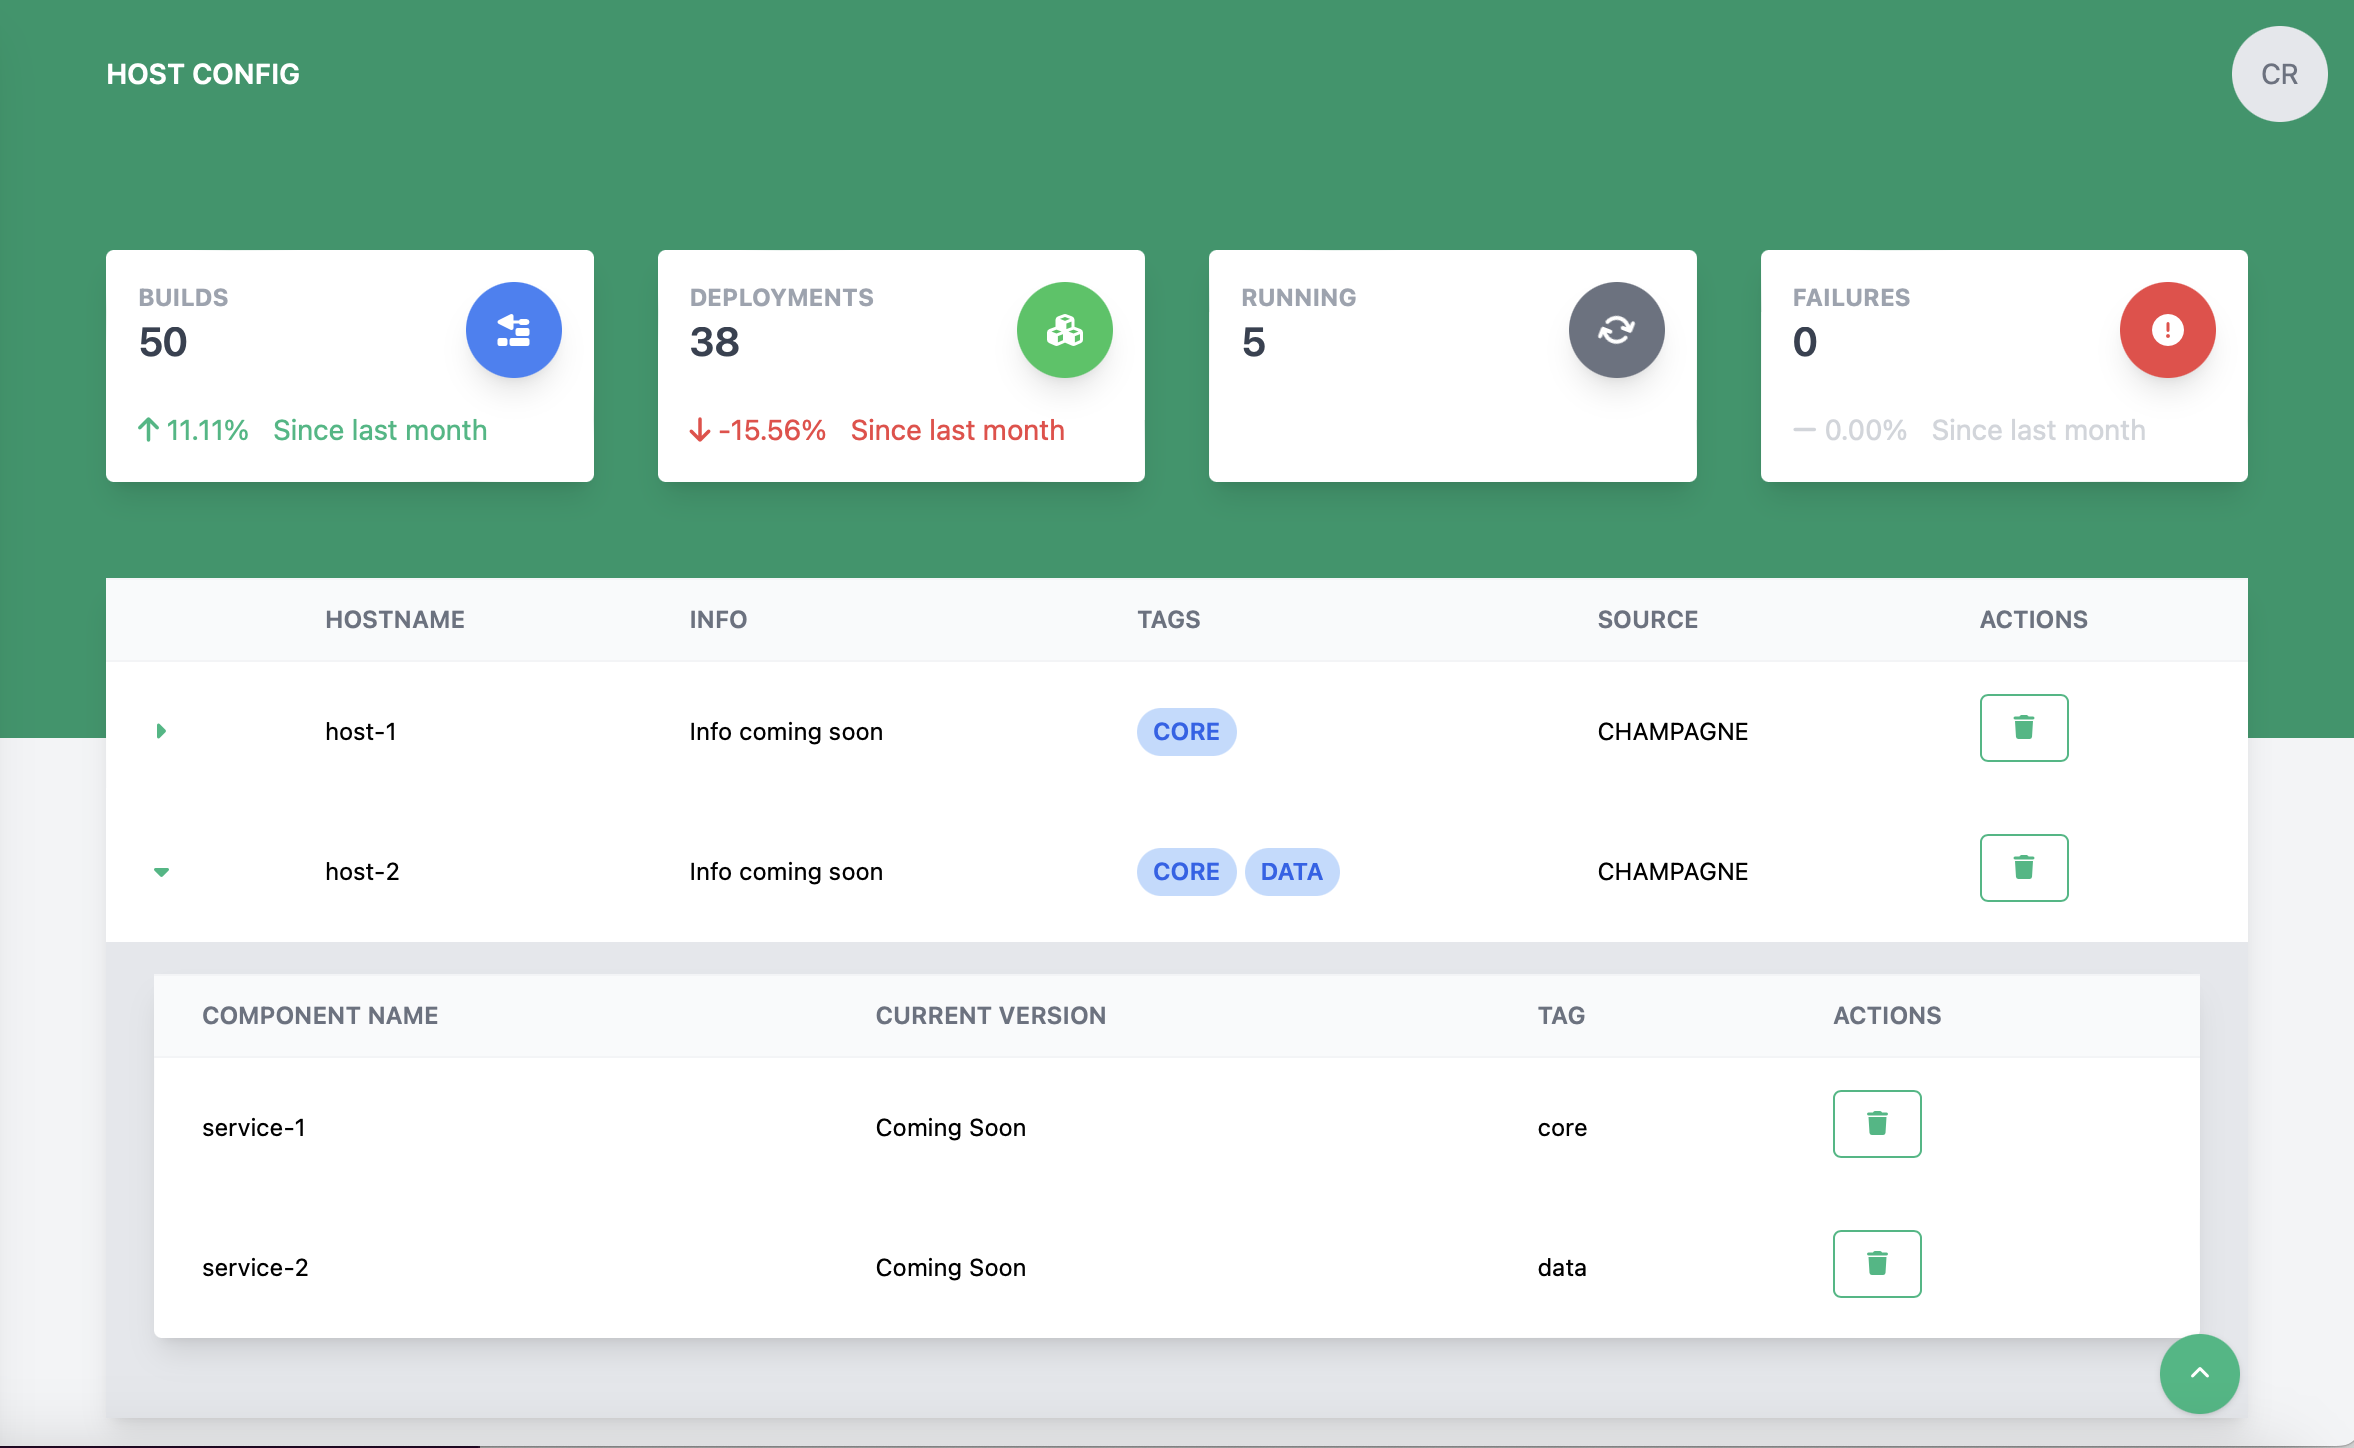 HOST CONFIG
CR
BUILDS
50
11.11% Since last month
DEPLOYMENTS
38
-15.56% Since last month
RUNNING
5
FAILURES
0
0.00% Since last month
HOSTNAME INFO TAGS SOURCE ACTIONS
host-1 Info coming soon CORE CHAMPAGNE
host-2 Info coming soon CORE DATA CHAMPAGNE
COMPONENT NAME CURRENT VERSION TAG ACTIONS
service-1 Coming Soon core
service-2 Coming Soon data